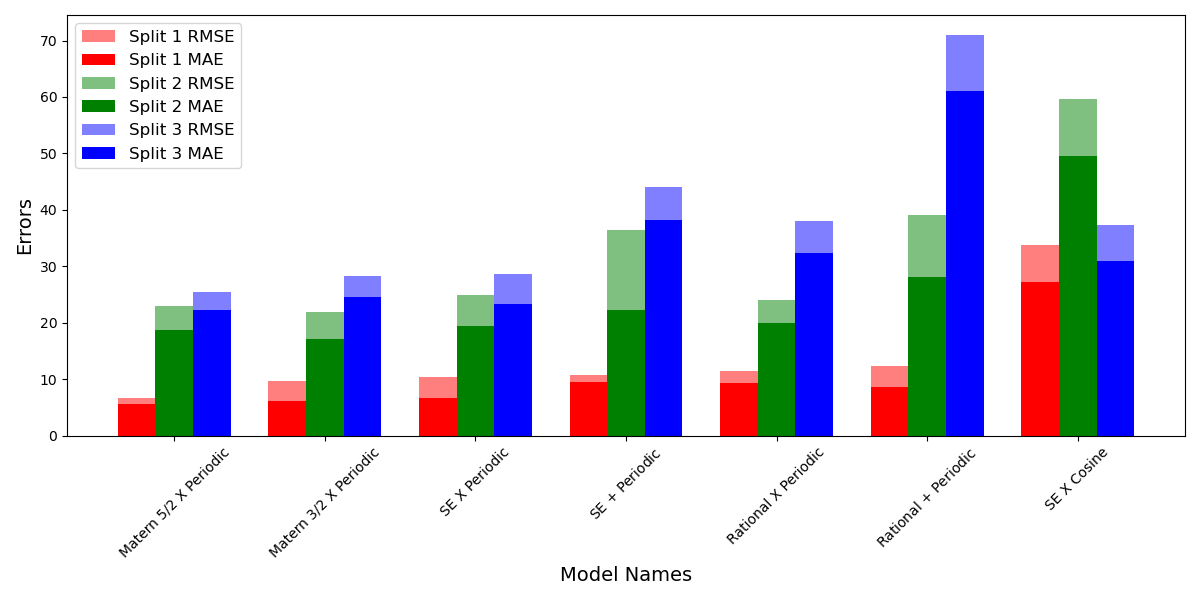 70
60
50
40
30
20
10
0
Errors
Split 1 RMSE
Split 1 MAE
Split 2 RMSE
Split 2 MAE
Split 3 RMSE
Split 3 MAE
Matern 5/2 X Periodic
Matern 3/2 X Periodic
SE X Periodic
SE + Periodic
Rational X Periodic
Rational + Periodic
SE X Cosine
Model Names